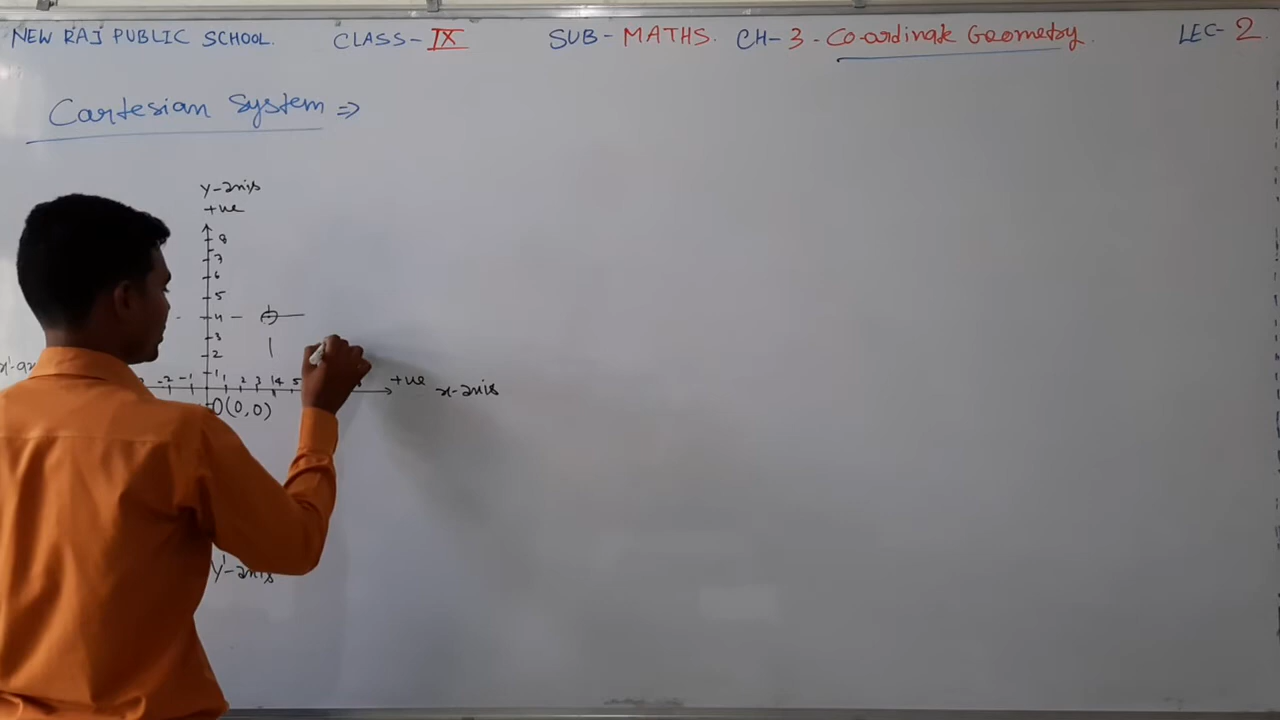 NEW RAJ PUBLIC SCHOOL. CLASS- IX SUB- MATHS. CH- 3 - Co-ordinate Geometry LEC- 2.
Cartesian System ⇒
Y-axis
+ve
8
7
6
5
4
3
2
1
-2 -1 1 2 3 4 5 +ve x-axis
O(0,0)
Y'-axis